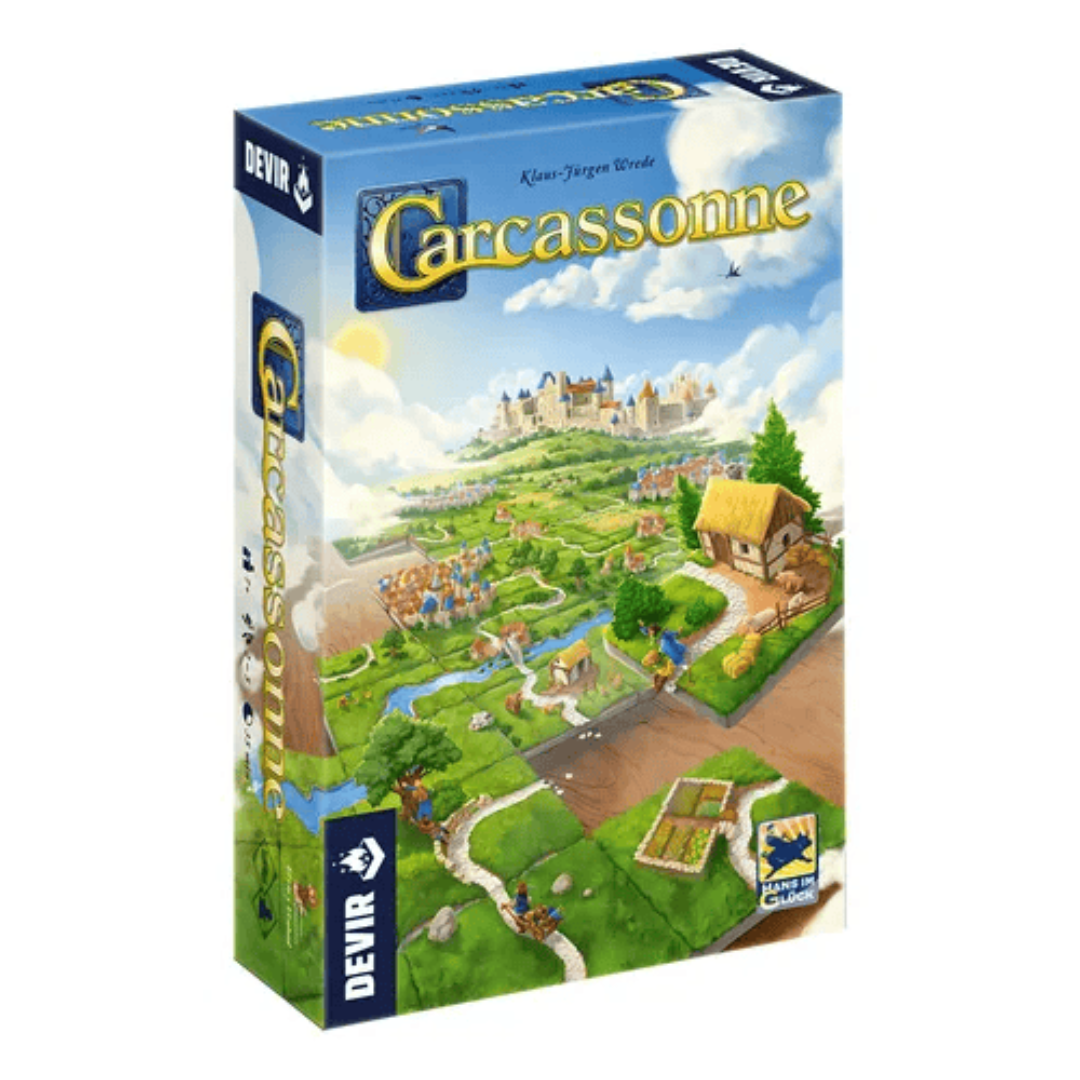 Carcassonne
DEVIR
DEVIR
Klaus-Jürgen Wrede
Carcassonne
Carcassonne
DEVIR
HANS IM
GLÜCK